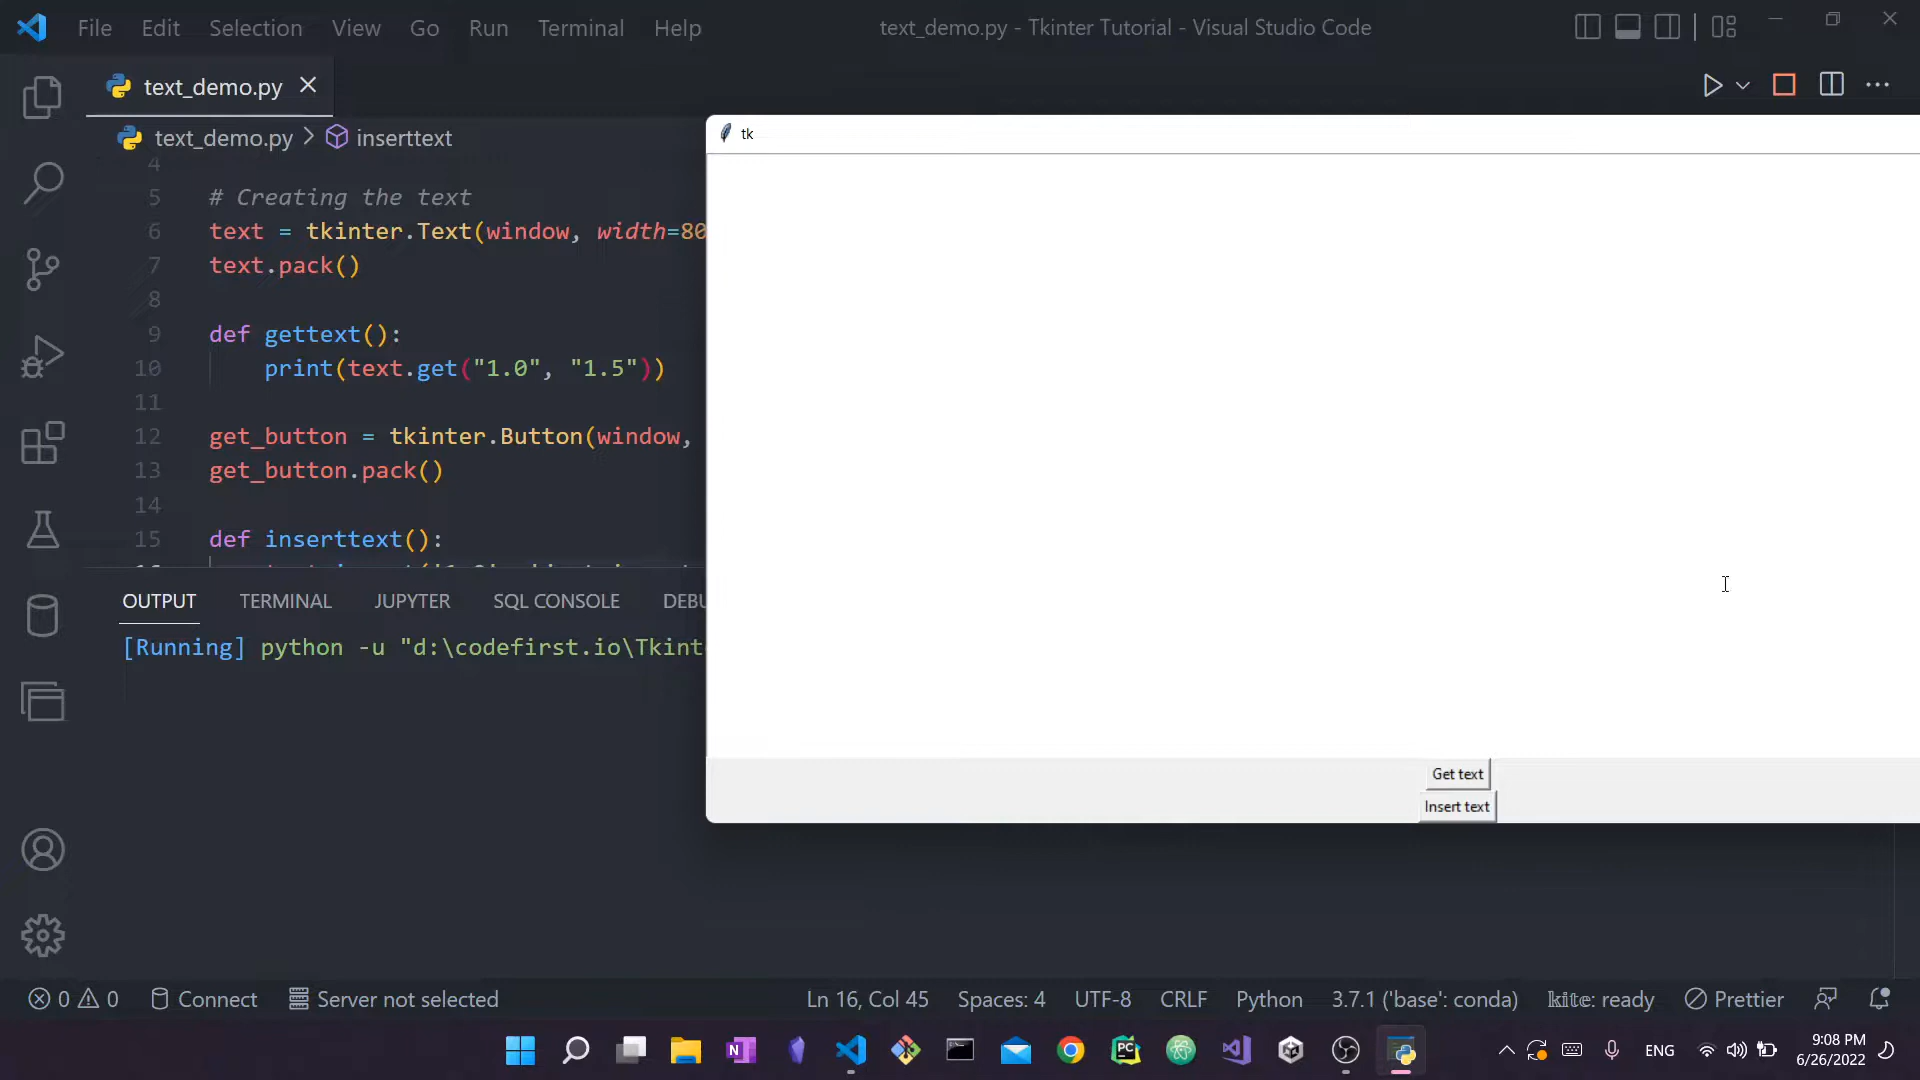 File Edit Selection View Go Run Terminal Help
text_demo.py - Tkinter Tutorial - Visual Studio Code
text_demo.py
text_demo.py > inserttext
4
5 # Creating the text
6 text = tkinter.Text(window, width=80
7 text.pack()
8
9 def gettext():
10 print(text.get("1.0", "1.5"))
11
12 get_button = tkinter.Button(window,
13 get_button.pack()
14
15 def inserttext():
tk
Get text
Insert text
OUTPUT TERMINAL JUPYTER SQL CONSOLE DEBU
[Running] python -u "d:\codefirst.io\Tkint
0 0 Connect Server not selected Ln 16, Col 45 Spaces: 4 UTF-8 CRLF Python 3.7.1 ('base': conda) kite: ready Prettier
ENG
9:08 PM
6/26/2022